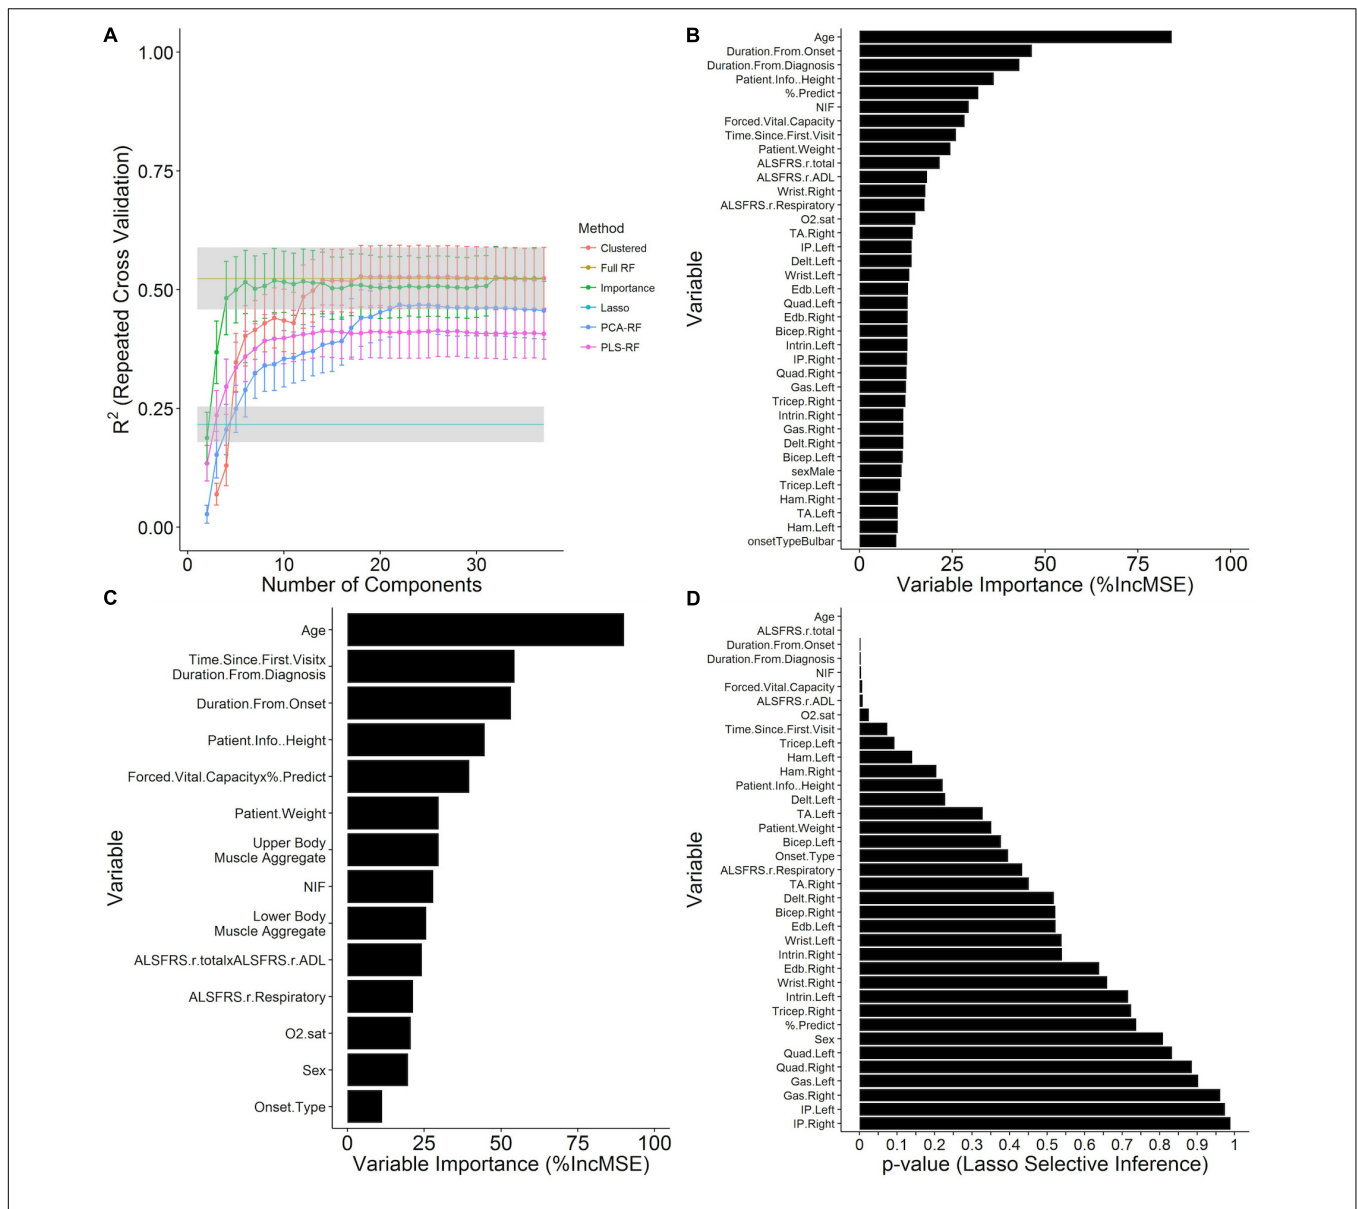 A
1.00
0.75
0.50
0.25
0.00
R2 (Repeated Cross Validation)
0
10
20
30
Number of Components
Method
Clustered
Full RF
Importance
Lasso
PCA-RF
PLS-RF
B
Variable
Age
Duration.From.Onset
Duration.From.Diagnosis
Patient.Info..Height
%.Predict
NIF
Forced.Vital.Capacity
Time.Since.First.Visit
Patient.Weight
ALSFRS.r.total
ALSFRS.r.ADL
Wrist.Right
ALSFRS.r.Respiratory
O2.sat
TA.Right
IP.Left
Delt.Left
Wrist.Left
Edb.Left
Quad.Left
Edb.Right
Bicep.Right
Intrin.Left
IP.Right
Quad.Right
Gas.Left
Tricep.Right
Intrin.Right
Gas.Right
Delt.Right
Bicep.Left
sexMale
Tricep.Left
Ham.Right
TA.Left
Ham.Left
onsetTypeBulbar
0
25
50
75
100
Variable Importance (%IncMSE)
C
Variable
Age
Time.Since.First.Visitx
Duration.From.Diagnosis
Duration.From.Onset
Patient.Info..Height
Forced.Vital.Capacityx%.Predict
Patient.Weight
Upper Body
Muscle Aggregate
NIF
Lower Body
Muscle Aggregate
ALSFRS.r.totalxALSFRS.r.ADL
ALSFRS.r.Respiratory
O2.sat
Sex
Onset.Type
0
25
50
75
100
Variable Importance (%IncMSE)
D
Variable
Age
ALSFRS.r.total
Duration.From.Onset
Duration.From.Diagnosis
NIF
Forced.Vital.Capacity
ALSFRS.r.ADL
O2.sat
Time.Since.First.Visit
Tricep.Left
Ham.Left
Ham.Right
Patient.Info..Height
Delt.Left
TA.Left
Patient.Weight
Bicep.Left
Onset.Type
ALSFRS.r.Respiratory
TA.Right
Delt.Right
Bicep.Right
Edb.Left
Wrist.Left
Intrin.Right
Edb.Right
Wrist.Right
Intrin.Left
Tricep.Right
%.Predict
Sex
Quad.Left
Quad.Right
Gas.Left
Gas.Right
IP.Left
IP.Right
0
0.1
0.2
0.3
0.4
0.5
0.6
0.7
0.8
0.9
1
p-value (Lasso Selective Inference)